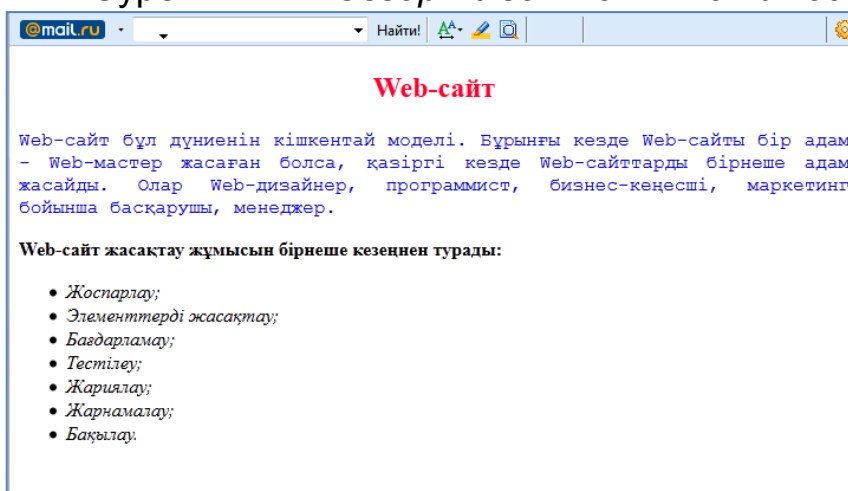 @mail.ru Найти!
Web-сайт
Web-сайт бұл дүниенін кішкентай моделі. Бұрынғы кезде Web-сайты бір адам
- Web-мастер жасаған болса, қазіргі кезде Web-сайттарды бірнеше адам
жасайды. Олар Web-дизайнер, программист, бизнес-кеңесші, маркетинг
бойынша басқарушы, менеджер.
Web-сайт жасақтау жұмысын бірнеше кезеңнен турады:
• Жоспарлау;
• Элементтерді жасақтау;
• Бағдарламау;
• Тестілеу;
• Жариялау;
• Жарнамалау;
• Бақылау.